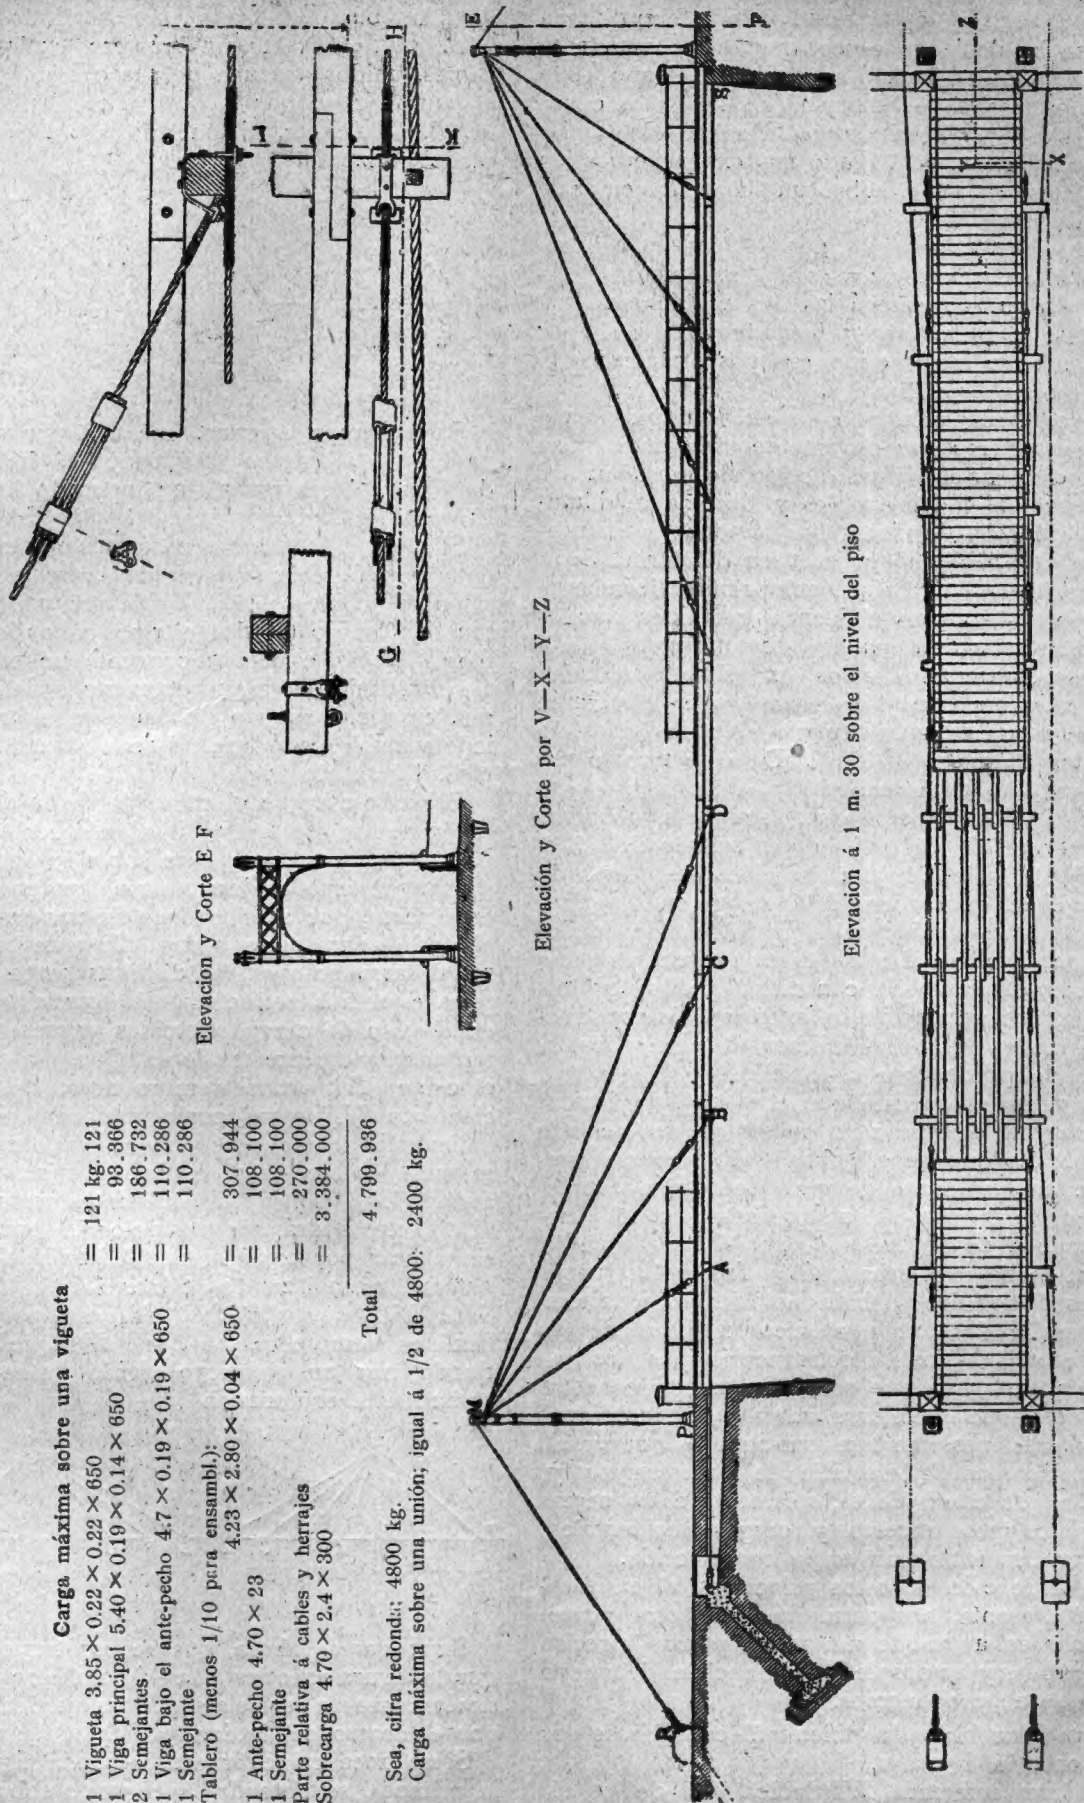 Carga máxima sobre una vigueta
1 Vigueta 3.85 × 0.22 × 0.22 × 650 = 121 kg. 121
1 Viga principal 5.40 × 0.19 × 0.14 × 650 = 93.366
2 Semejantes = 186.732
1 Viga bajo el ante-pecho 4.7 × 0.19 × 0.19 × 650 = 110.286
1 Semejante = 110.286
Tablero (menos 1/10 para ensambl.):
4.23 × 2.80 × 0.04 × 650 = 307.944
1 Ante-pecho 4.70 × 23 = 108.100
1 Semejante = 108.100
Parte relativa á cables y herrajes = 270.000
Sobrecarga 4.70 × 2.4 × 300 = 3.384.000
Total 4.799.936
Sea, cifra redonda: 4800 kg.
Carga máxima sobre una unión; igual á 1/2 de 4800: 2400 kg.
Elevacion y Corte E F
G
H
Elevación y Corte por V—X—Y—Z
M
P
A
B
C
D
E
S
Elevación á 1 m. 30 sobre el nivel del piso
X
Z